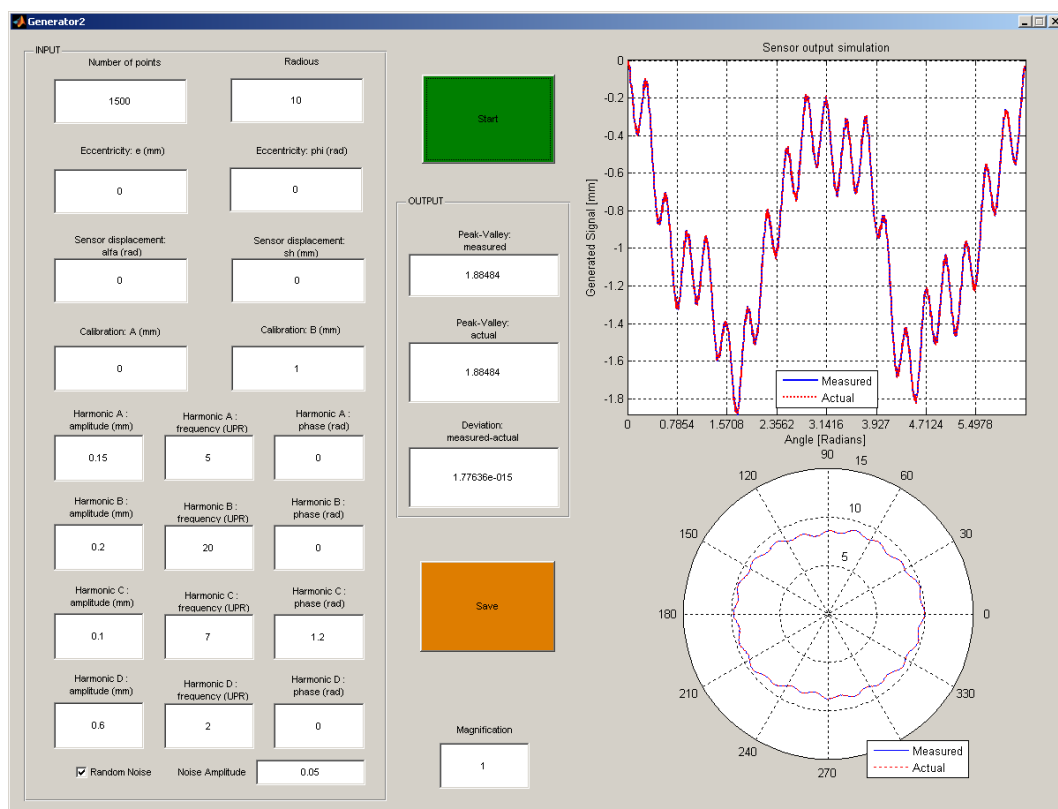 Generator2
INPUT
Number of points
Radious
1500
10
Eccentricity: e (mm)
Eccentricity: phi (rad)
0
0
Sensor displacement:
alfa (rad)
Sensor displacement:
sh (mm)
0
0
Calibration: A (mm)
Calibration: B (mm)
0
1
Harmonic A :
amplitude (mm)
Harmonic A :
frequency (UPR)
Harmonic A :
phase (rad)
0.15
5
0
Harmonic B :
amplitude (mm)
Harmonic B :
frequency (UPR)
Harmonic B :
phase (rad)
0.2
20
0
Harmonic C :
amplitude (mm)
Harmonic C :
frequency (UPR)
Harmonic C :
phase (rad)
0.1
7
1.2
Harmonic D :
amplitude (mm)
Harmonic D :
frequency (UPR)
Harmonic D :
phase (rad)
0.6
2
0
Random Noise
Noise Amplitude
0.05
Start
OUTPUT
Peak-Valley:
measured
1.88484
Peak-Valley:
actual
1.88484
Deviation:
measured-actual
1.77636e-015
Save
Magnification
1
Sensor output simulation
Generated Signal [mm]
0
-0.2
-0.4
-0.6
-0.8
-1
-1.2
-1.4
-1.6
-1.8
Measured
Actual
0
0.7854
1.5708
2.3562
3.1416
3.927
4.7124
5.4978
Angle [Radians]
90
15
120
60
10
150
30
5
180
0
210
330
240
270
Measured
Actual